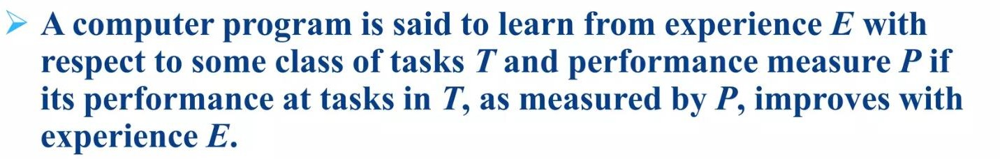 A computer program is said to learn from experience E with
respect to some class of tasks T and performance measure P if
its performance at tasks in T, as measured by P, improves with
experience E.